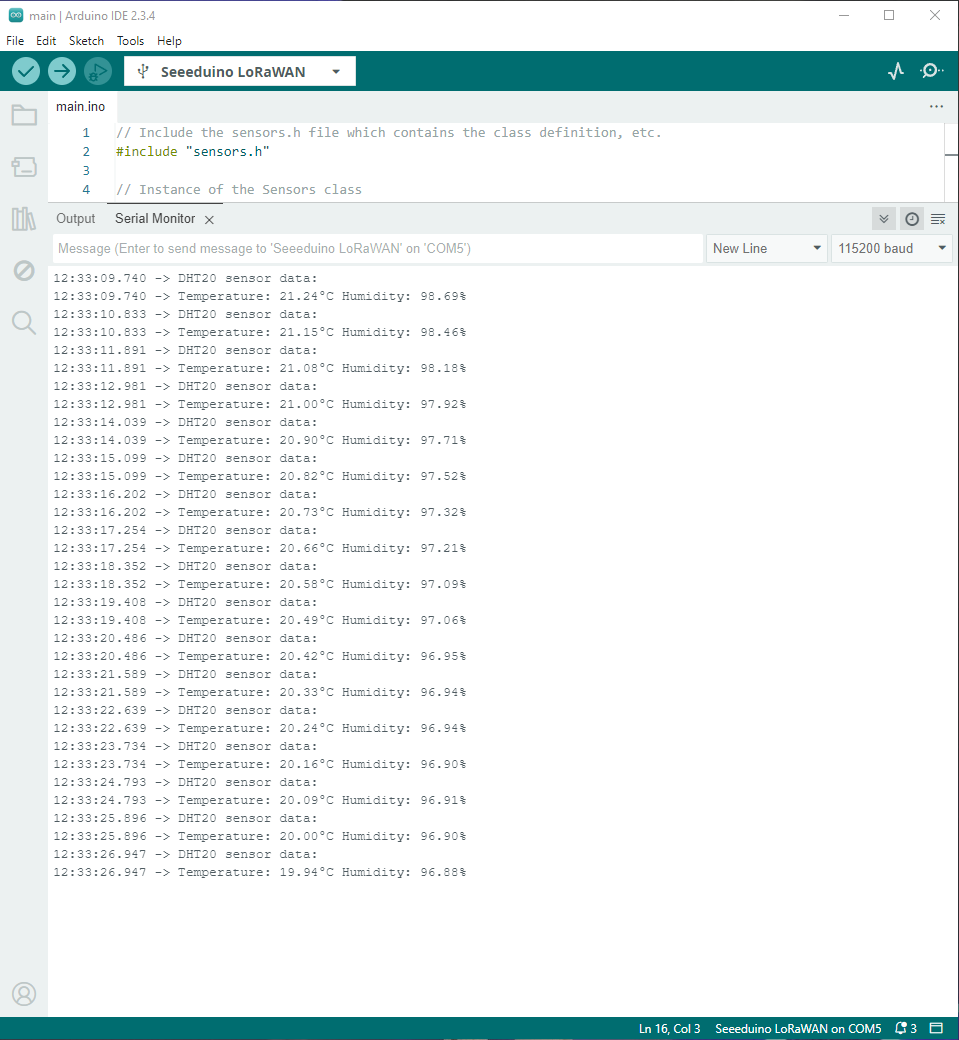 main | Arduino IDE 2.3.4
File Edit Sketch Tools Help
Seeeduino LoRaWAN
main.ino
1 // Include the sensors.h file which contains the class definition, etc.
2 #include "sensors.h"
3
4 // Instance of the Sensors class
Output Serial Monitor
Message (Enter to send message to 'Seeeduino LoRaWAN' on 'COM5') New Line 115200 baud
12:33:09.740 -> DHT20 sensor data:
12:33:09.740 -> Temperature: 21.24°C Humidity: 98.69%
12:33:10.833 -> DHT20 sensor data:
12:33:10.833 -> Temperature: 21.15°C Humidity: 98.46%
12:33:11.891 -> DHT20 sensor data:
12:33:11.891 -> Temperature: 21.08°C Humidity: 98.18%
12:33:12.981 -> DHT20 sensor data:
12:33:12.981 -> Temperature: 21.00°C Humidity: 97.92%
12:33:14.039 -> DHT20 sensor data:
12:33:14.039 -> Temperature: 20.90°C Humidity: 97.71%
12:33:15.099 -> DHT20 sensor data:
12:33:15.099 -> Temperature: 20.82°C Humidity: 97.52%
12:33:16.202 -> DHT20 sensor data:
12:33:16.202 -> Temperature: 20.73°C Humidity: 97.32%
12:33:17.254 -> DHT20 sensor data:
12:33:17.254 -> Temperature: 20.66°C Humidity: 97.21%
12:33:18.352 -> DHT20 sensor data:
12:33:18.352 -> Temperature: 20.58°C Humidity: 97.09%
12:33:19.408 -> DHT20 sensor data:
12:33:19.408 -> Temperature: 20.49°C Humidity: 97.06%
12:33:20.486 -> DHT20 sensor data:
12:33:20.486 -> Temperature: 20.42°C Humidity: 96.95%
12:33:21.589 -> DHT20 sensor data:
12:33:21.589 -> Temperature: 20.33°C Humidity: 96.94%
12:33:22.639 -> DHT20 sensor data:
12:33:22.639 -> Temperature: 20.24°C Humidity: 96.94%
12:33:23.734 -> DHT20 sensor data:
12:33:23.734 -> Temperature: 20.16°C Humidity: 96.90%
12:33:24.793 -> DHT20 sensor data:
12:33:24.793 -> Temperature: 20.09°C Humidity: 96.91%
12:33:25.896 -> DHT20 sensor data:
12:33:25.896 -> Temperature: 20.00°C Humidity: 96.90%
12:33:26.947 -> DHT20 sensor data:
12:33:26.947 -> Temperature: 19.94°C Humidity: 96.88%
Ln 16, Col 3 Seeeduino LoRaWAN on COM5 3